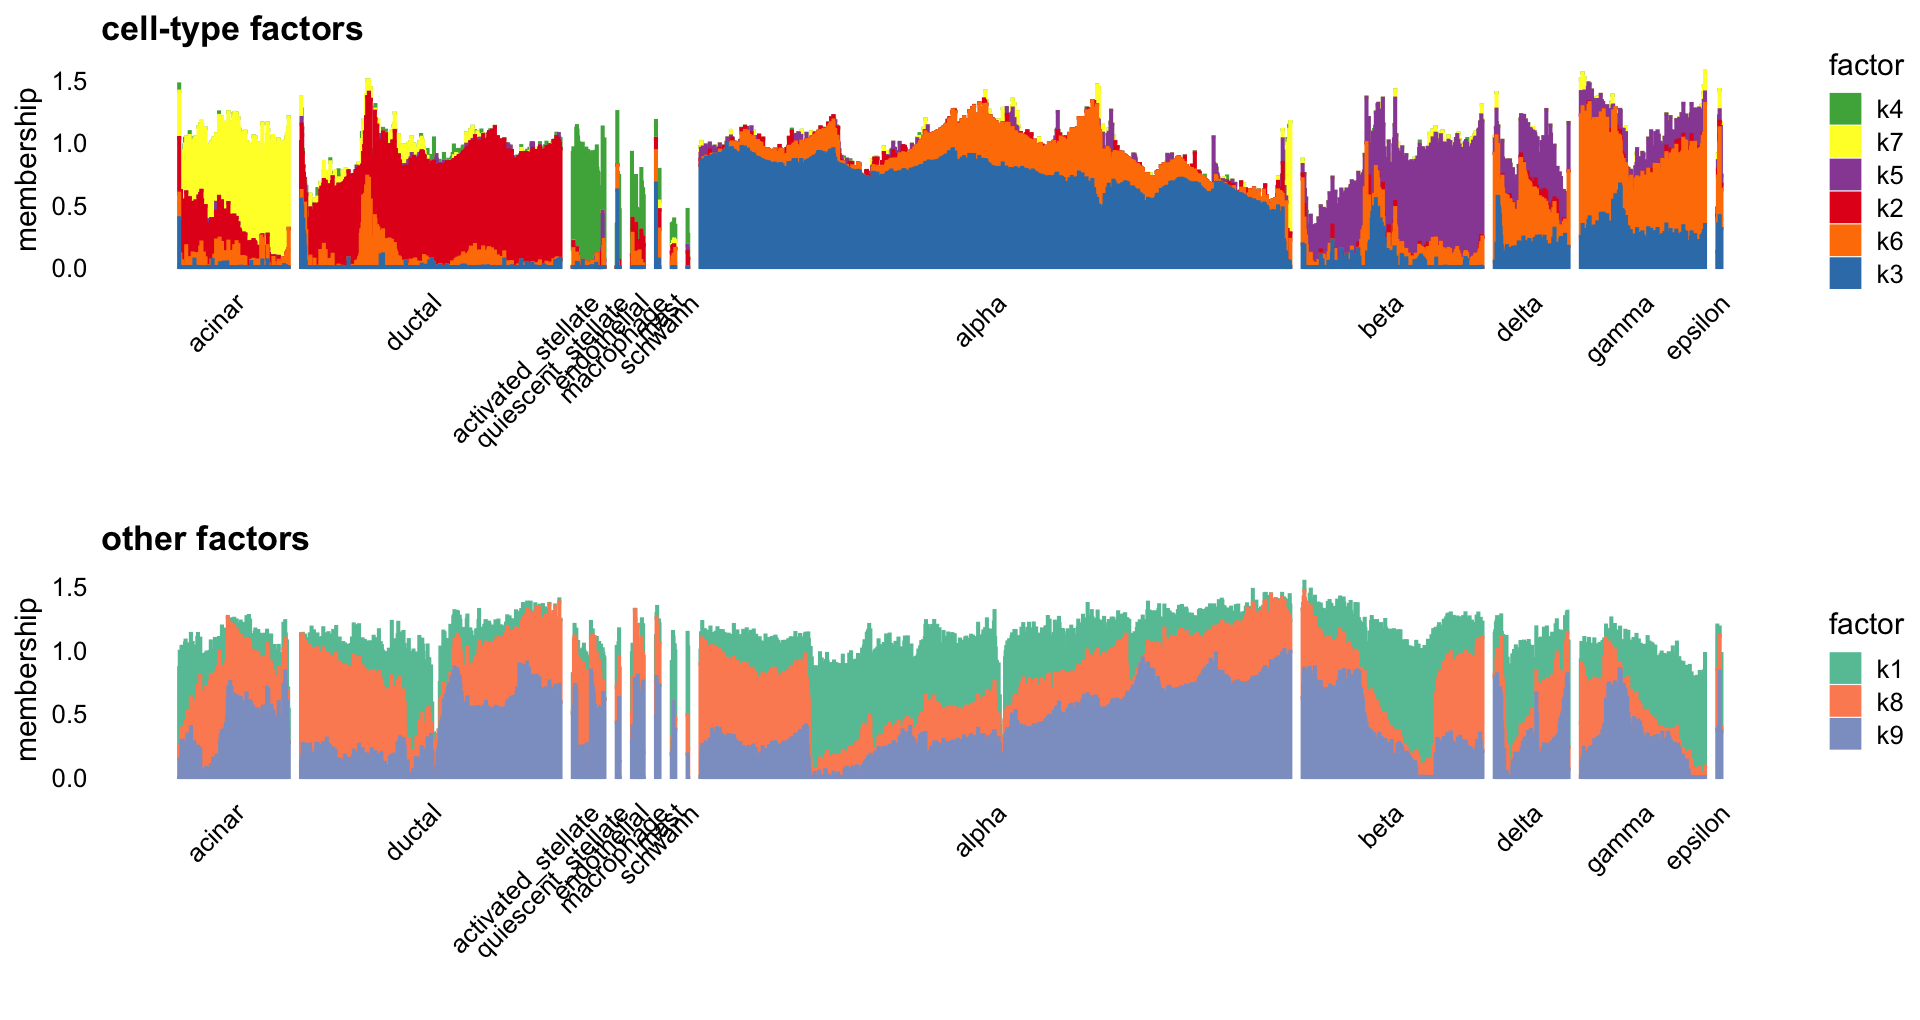 cell-type factors
membership
1.5
1.0
0.5
0.0
acinar
ductal
activated_stellate
quiescent_stellate
endothelial
macrophage
mast
schwann
alpha
beta
delta
gamma
epsilon
factor
k4
k7
k5
k2
k6
k3
other factors
membership
1.5
1.0
0.5
0.0
acinar
ductal
activated_stellate
quiescent_stellate
endothelial
macrophage
mast
schwann
alpha
beta
delta
gamma
epsilon
factor
k1
k8
k9